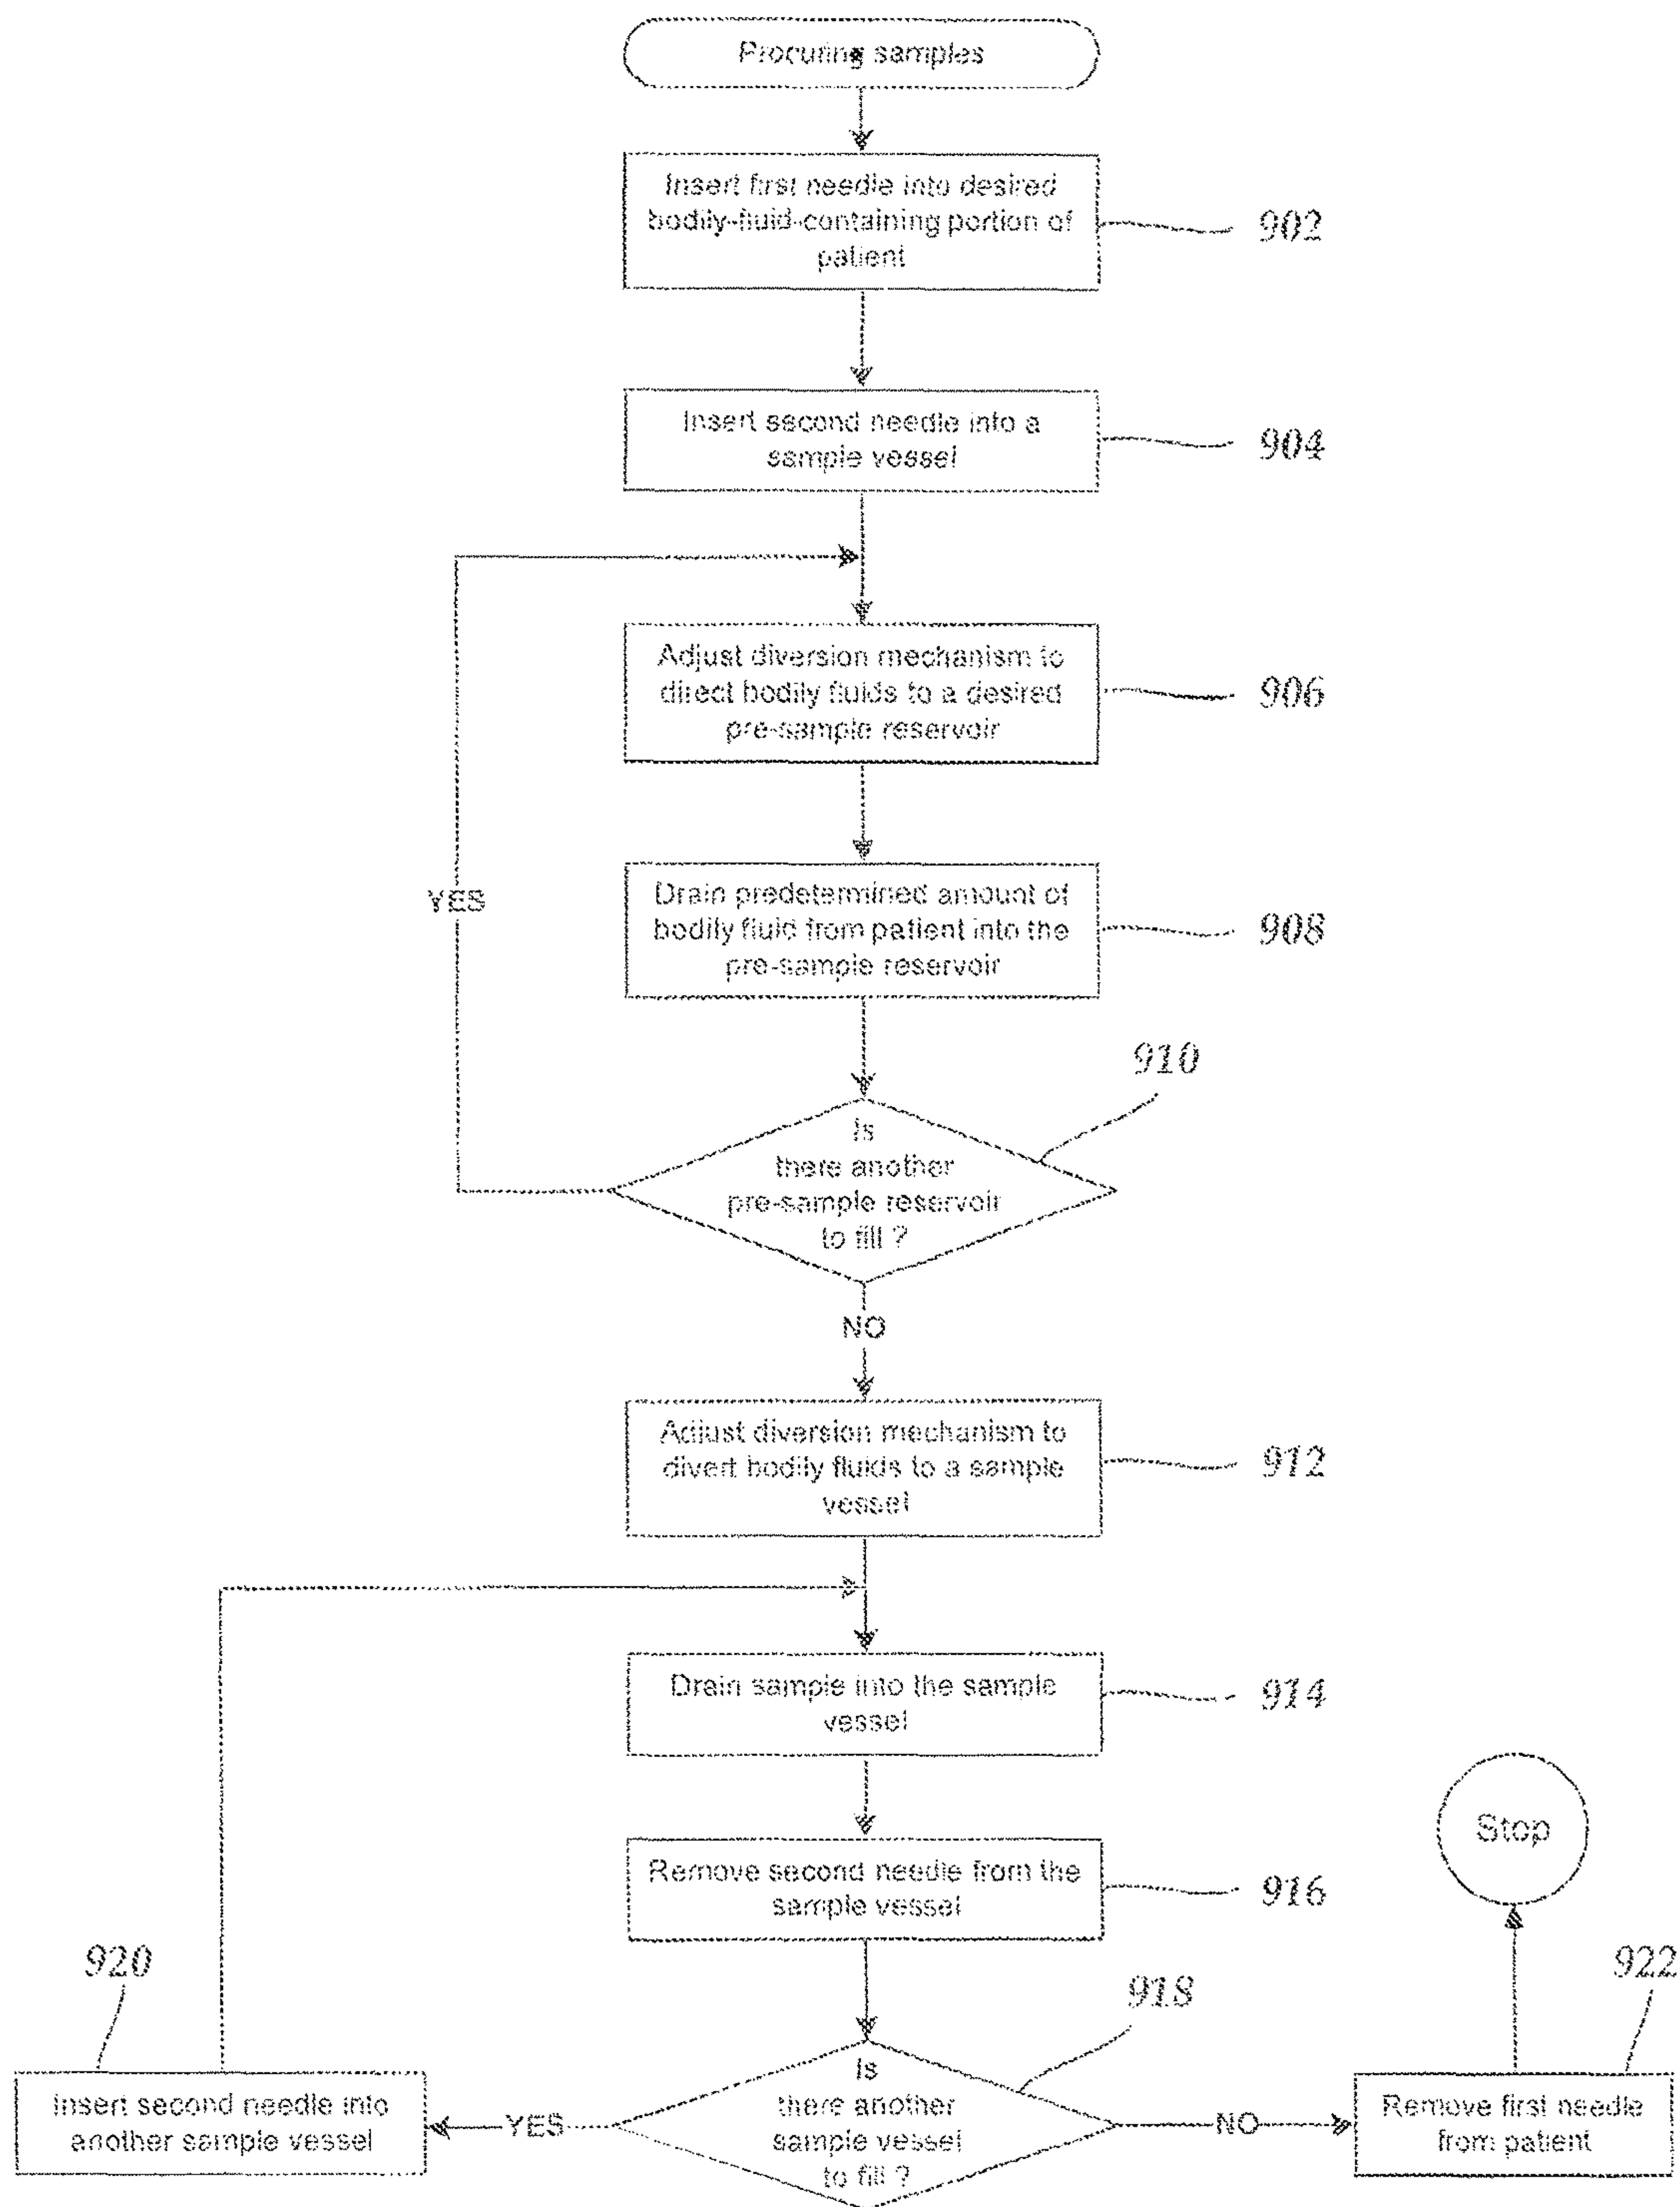 Procuring samples
Insert first needle into desired
bodily-fluid-containing portion of
patient
902
Insert second needle into a
sample vessel
904
Adjust diversion mechanism to
direct bodily fluids to a desired
pre-sample reservoir
906
YES
Drain predetermined amount of
bodily fluid from patient into the
pre-sample reservoir
908
910
Is
there another
pre-sample reservoir
to fill ?
NO
Adjust diversion mechanism to
divert bodily fluids to a sample
vessel
912
Drain sample into the sample
vessel
914
Stop
Remove second needle from the
sample vessel
916
920
918
922
Is
there another
sample vessel
to fill ?
YES
NO
Insert second needle into
another sample vessel
Remove first needle
from patient